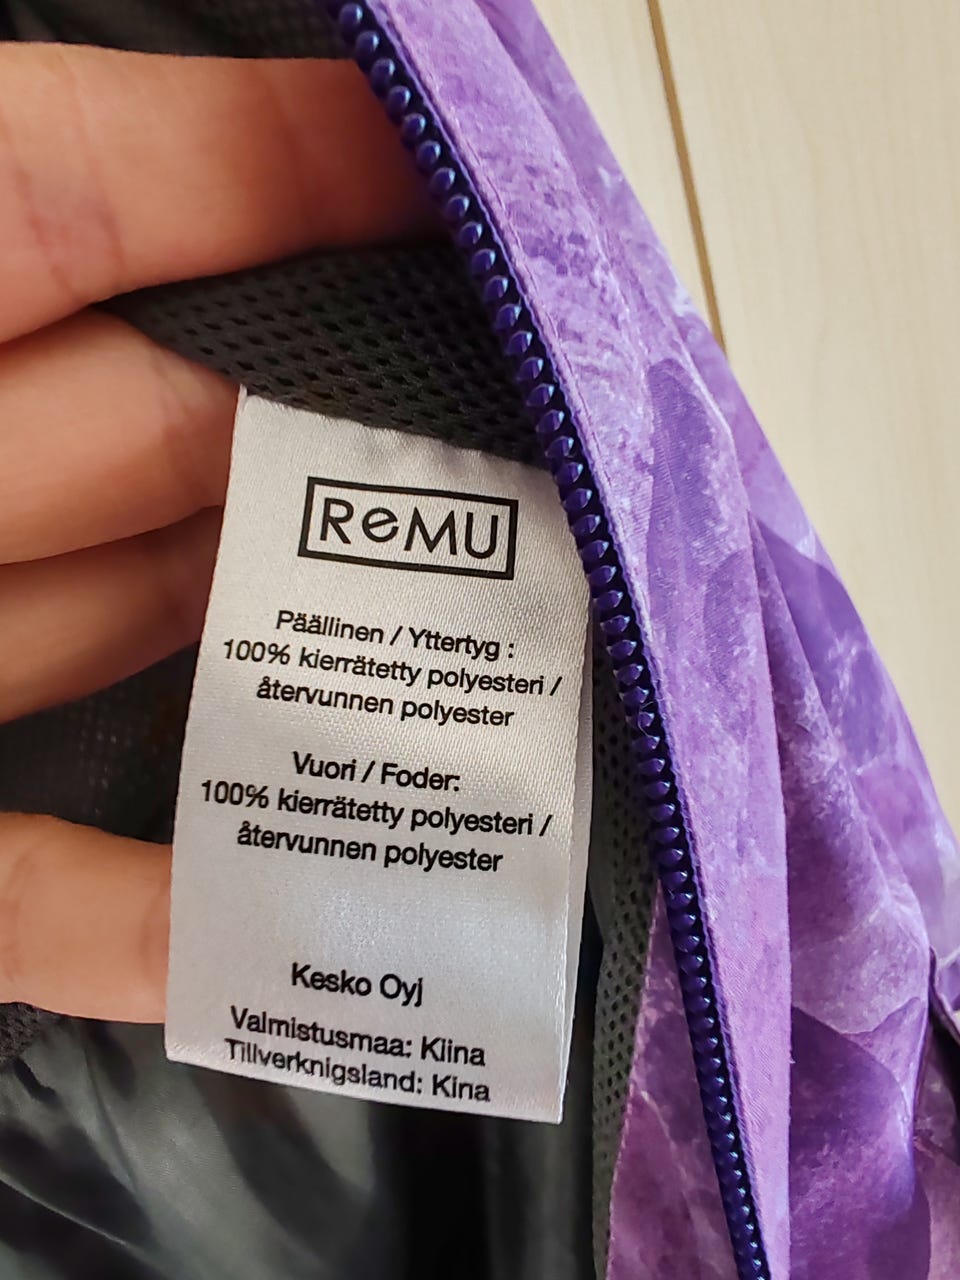 ReMU
Päällinen / Yttertyg :
100% kierrätetty polyesteri /
återvunnen polyester
Vuori / Foder:
100% kierrätetty polyesteri /
återvunnen polyester
Kesko Oyj
Valmistusmaa: Kiina
Tillverknigsland: Kina